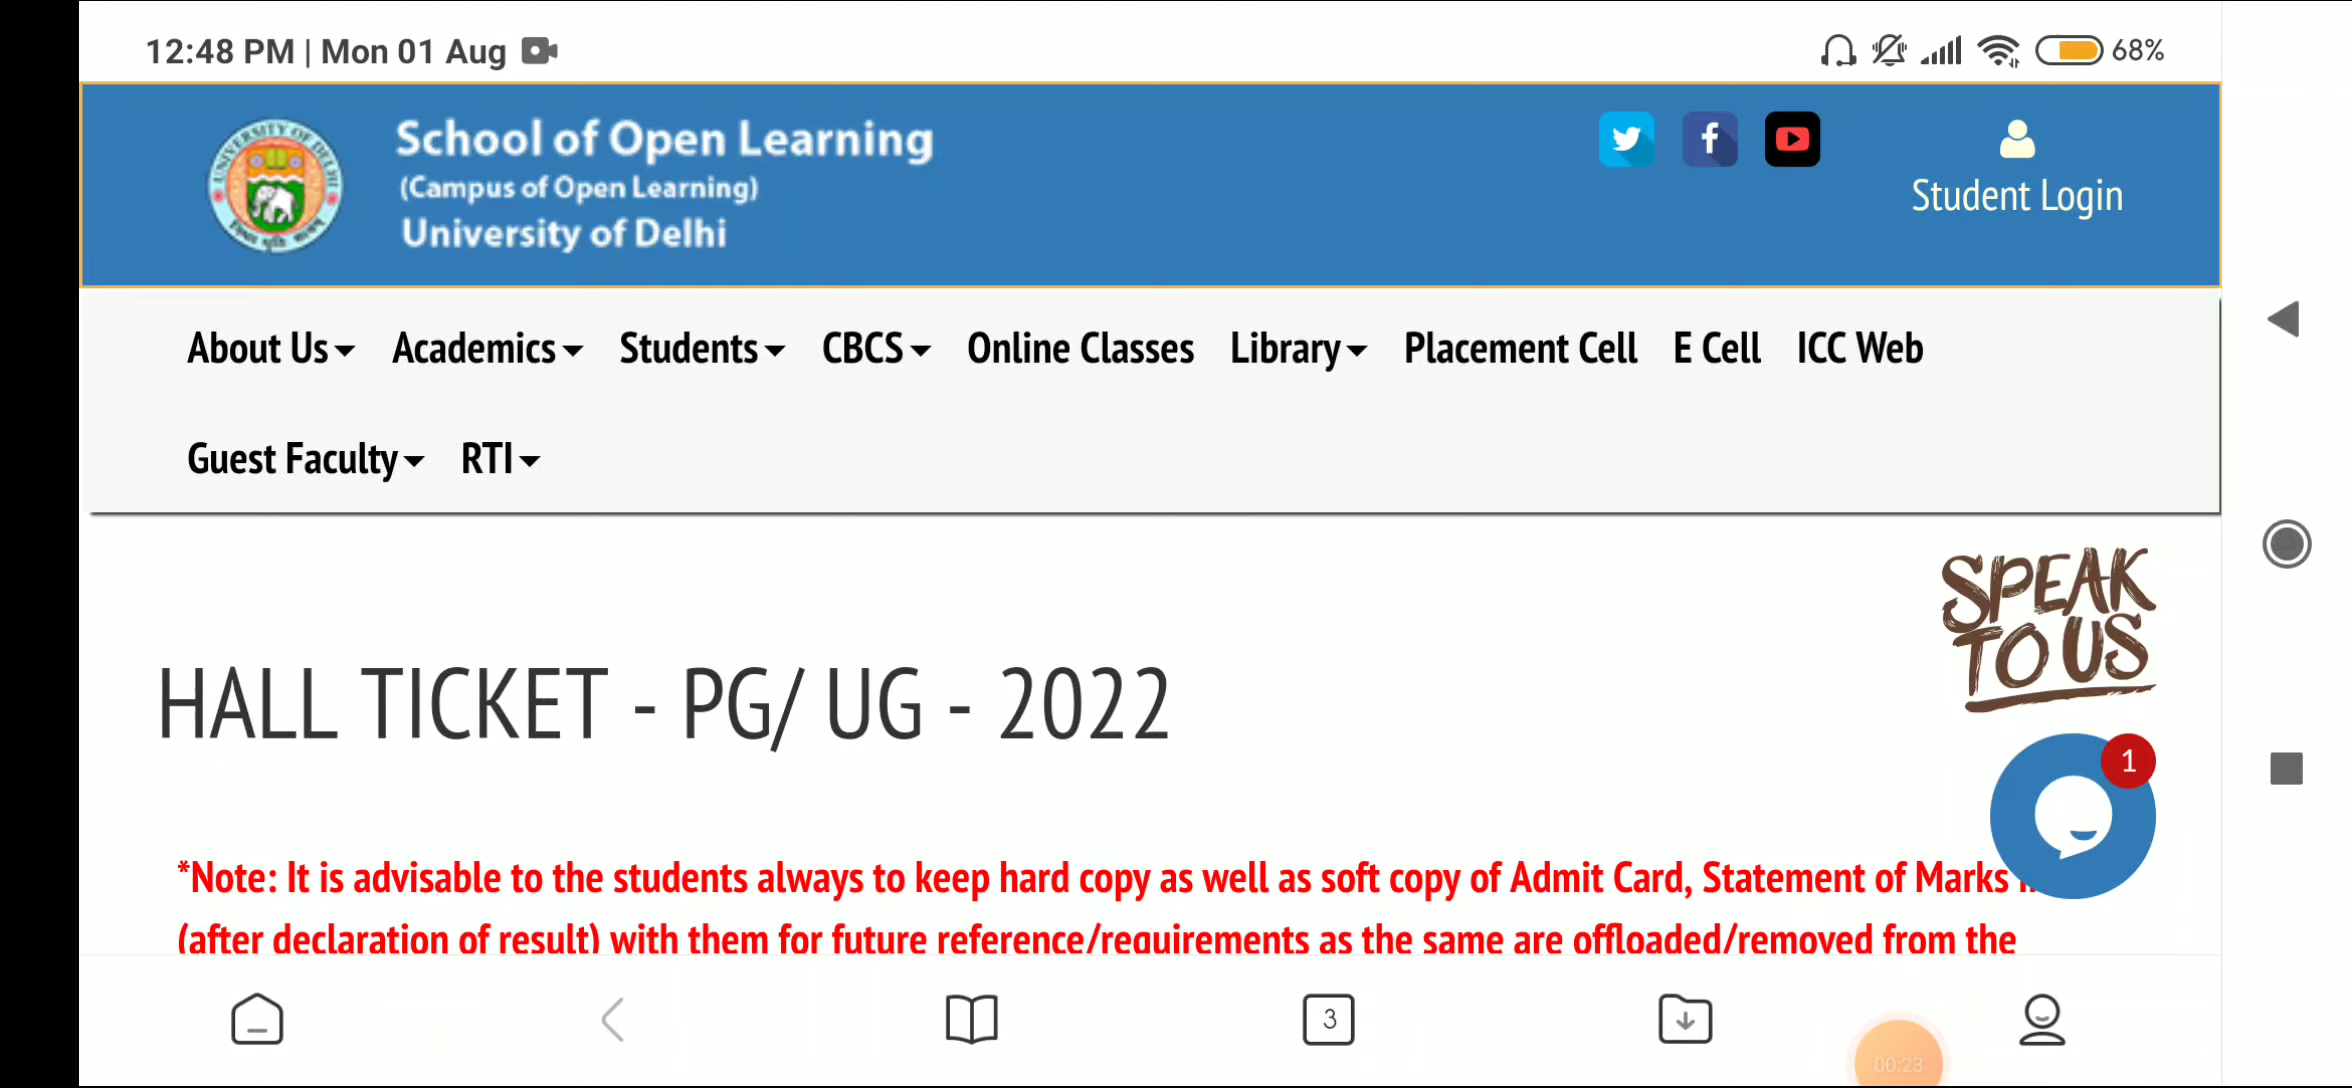 12:48 PM | Mon 01 Aug
68%
School of Open Learning
(Campus of Open Learning)
University of Delhi
Student Login
About Us Academics Students CBCS Online Classes Library Placement Cell E Cell ICC Web
Guest Faculty RTI
SPEAK
TO US
HALL TICKET - PG/ UG - 2022
1
*Note: It is advisable to the students always to keep hard copy as well as soft copy of Admit Card, Statement of Marks
(after declaration of result) with them for future reference/requirements as the same are offloaded/removed from the
3
00:23